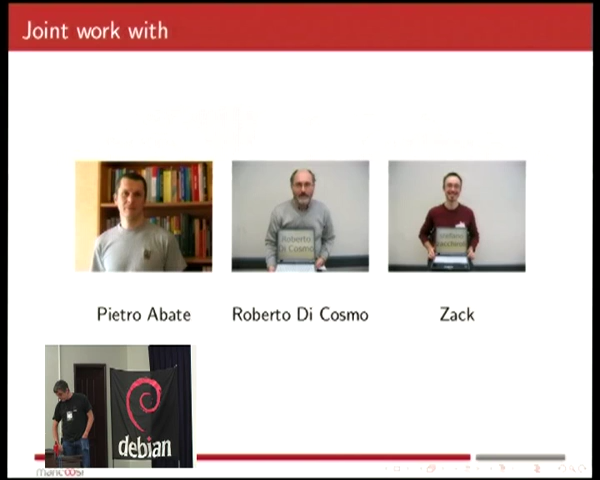 Joint work with
Roberto
Di Cosmo
Pietro Abate
Roberto Di Cosmo
Zack
debian